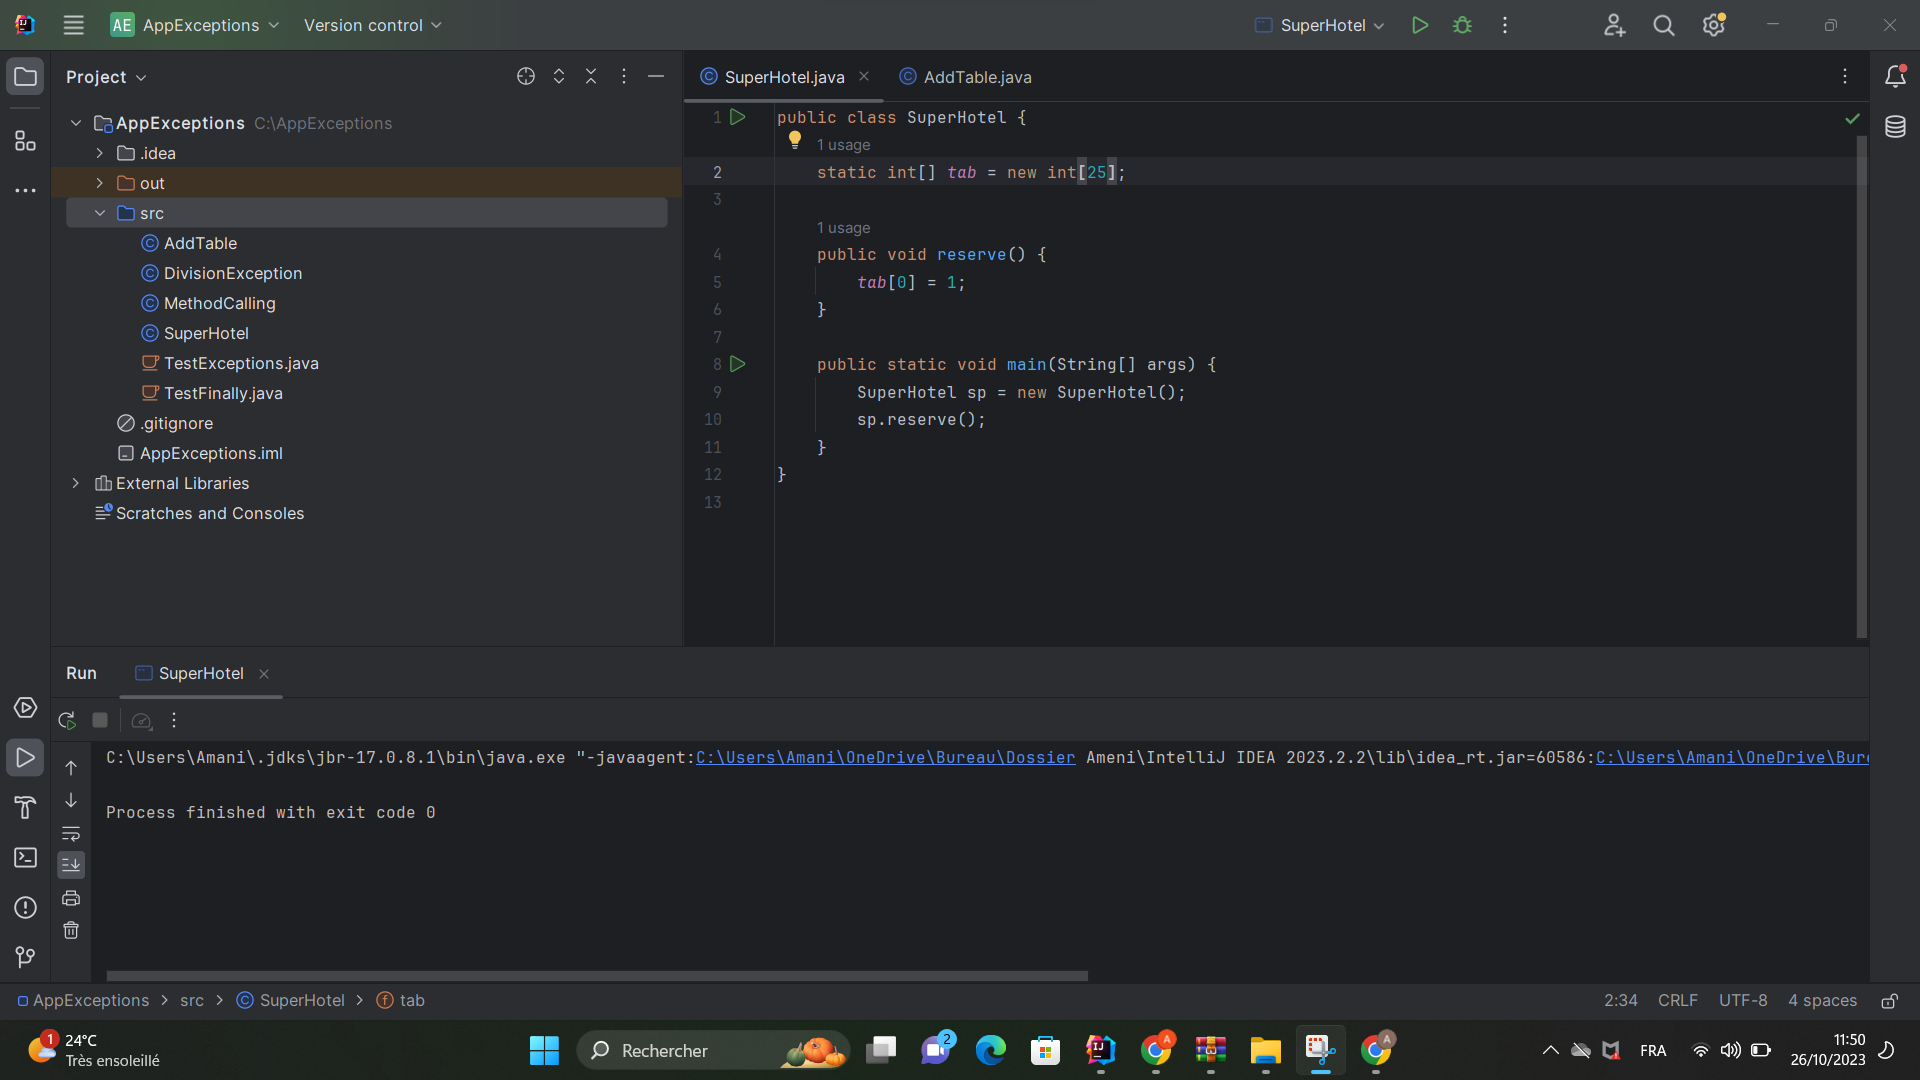 AE AppExceptions Version control SuperHotel
Project
SuperHotel.java AddTable.java
AppExceptions C:\AppExceptions
.idea
out
src
AddTable
DivisionException
MethodCalling
SuperHotel
TestExceptions.java
TestFinally.java
.gitignore
AppExceptions.iml
External Libraries
Scratches and Consoles
1 public class SuperHotel {
1 usage
2 static int[] tab = new int[25];
3
1 usage
4 public void reserve() {
5 tab[0] = 1;
6 }
7
8 public static void main(String[] args) {
9 SuperHotel sp = new SuperHotel();
10 sp.reserve();
11 }
12 }
13
Run SuperHotel
C:\Users\Amani\.jdks\jbr-17.0.8.1\bin\java.exe "-javaagent:C:\Users\Amani\OneDrive\Bureau\Dossier Ameni\IntelliJ IDEA 2023.2.2\lib\idea_rt.jar=60586:C:\Users\Amani\OneDrive\Bur
Process finished with exit code 0
AppExceptions > src > SuperHotel > tab 2:34 CRLF UTF-8 4 spaces
1 24°C
Très ensoleillé
Rechercher
2
A
A
FRA
11:50
26/10/2023